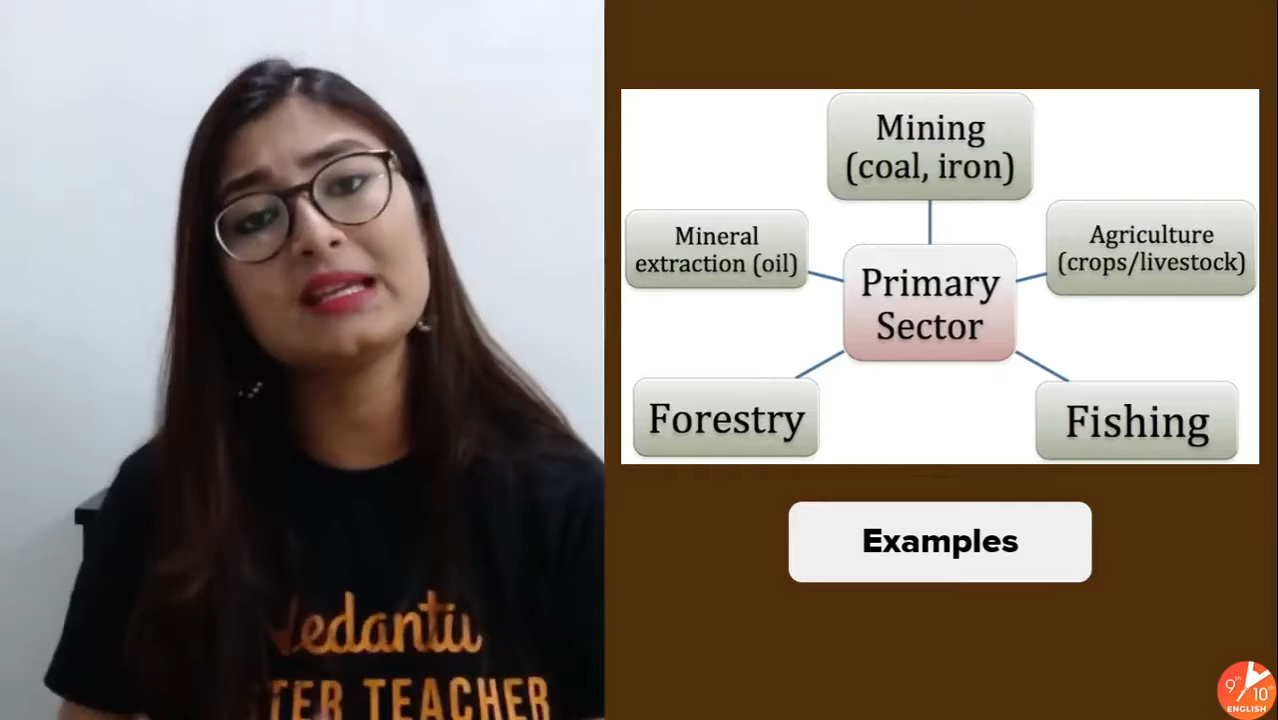 Mining
(coal, iron)
Mineral
extraction (oil)
Agriculture
(crops/livestock)
Primary
Sector
Forestry
Fishing
Examples
Vedantu
TER TEACHER
9th
10th
ENGLISH